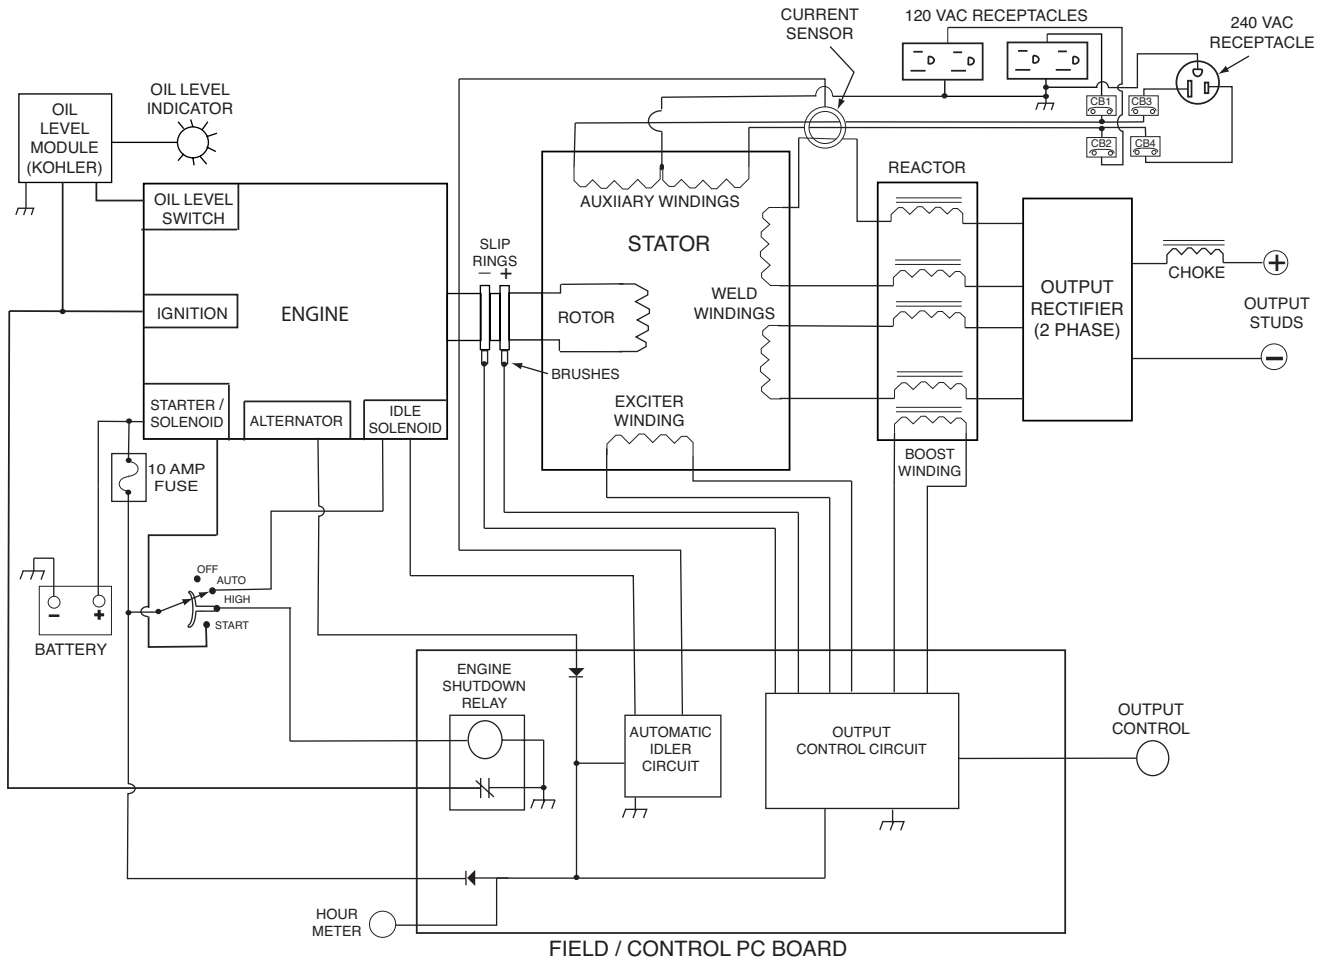 CURRENT
SENSOR
120 VAC RECEPTACLES
240 VAC
RECEPTACLE
CB1
CB3
CB2
CB4
OIL
LEVEL
MODULE
(KOHLER)
OIL LEVEL
INDICATOR
OIL LEVEL
SWITCH
IGNITION
ENGINE
STARTER /
SOLENOID
ALTERNATOR
IDLE
SOLENOID
SLIP
RINGS
– +
BRUSHES
AUXIIARY WINDINGS
STATOR
ROTOR
WELD
WINDINGS
EXCITER
WINDING
REACTOR
BOOST
WINDING
OUTPUT
RECTIFIER
(2 PHASE)
CHOKE
+
OUTPUT
STUDS
–
10 AMP
FUSE
OFF
AUTO
HIGH
START
– +
BATTERY
ENGINE
SHUTDOWN
RELAY
AUTOMATIC
IDLER
CIRCUIT
OUTPUT
CONTROL CIRCUIT
OUTPUT
CONTROL
HOUR
METER
FIELD / CONTROL PC BOARD